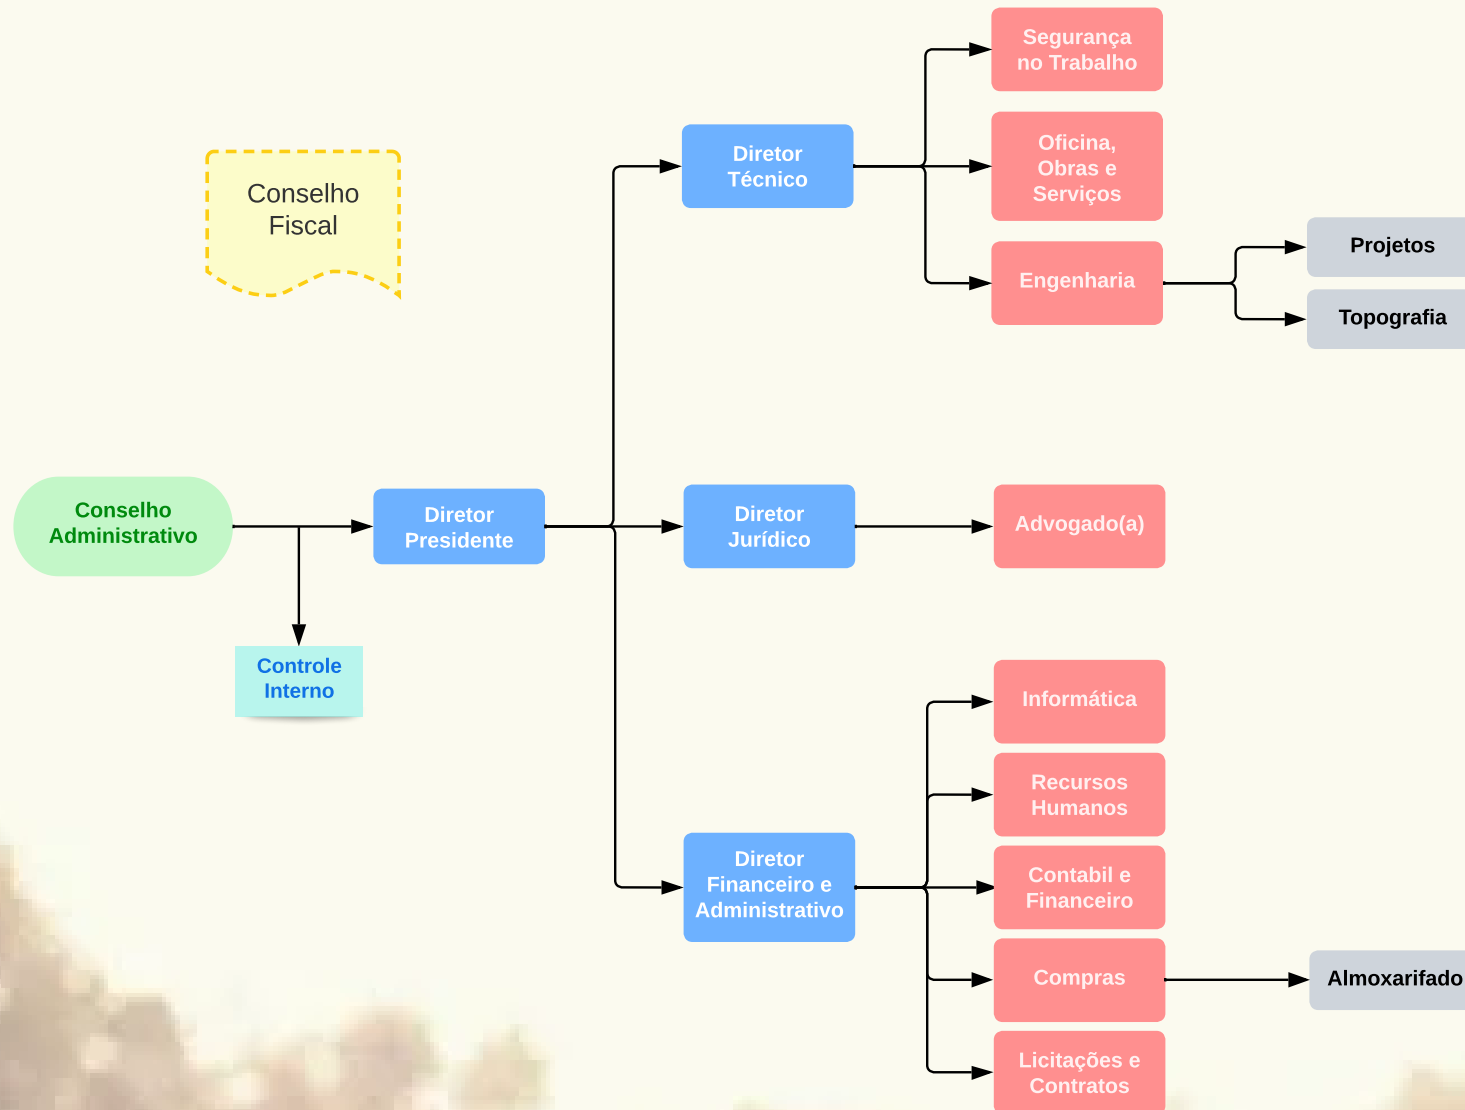 Segurança
no Trabalho
Diretor
Técnico
Oficina,
Obras e
Serviços
Conselho
Fiscal
Engenharia
Projetos
Topografia
Conselho
Administrativo
Diretor
Presidente
Diretor
Jurídico
Advogado(a)
Controle
Interno
Informática
Recursos
Humanos
Diretor
Financeiro e
Administrativo
Contabil e
Financeiro
Compras
Almoxarifado
Licitações e
Contratos